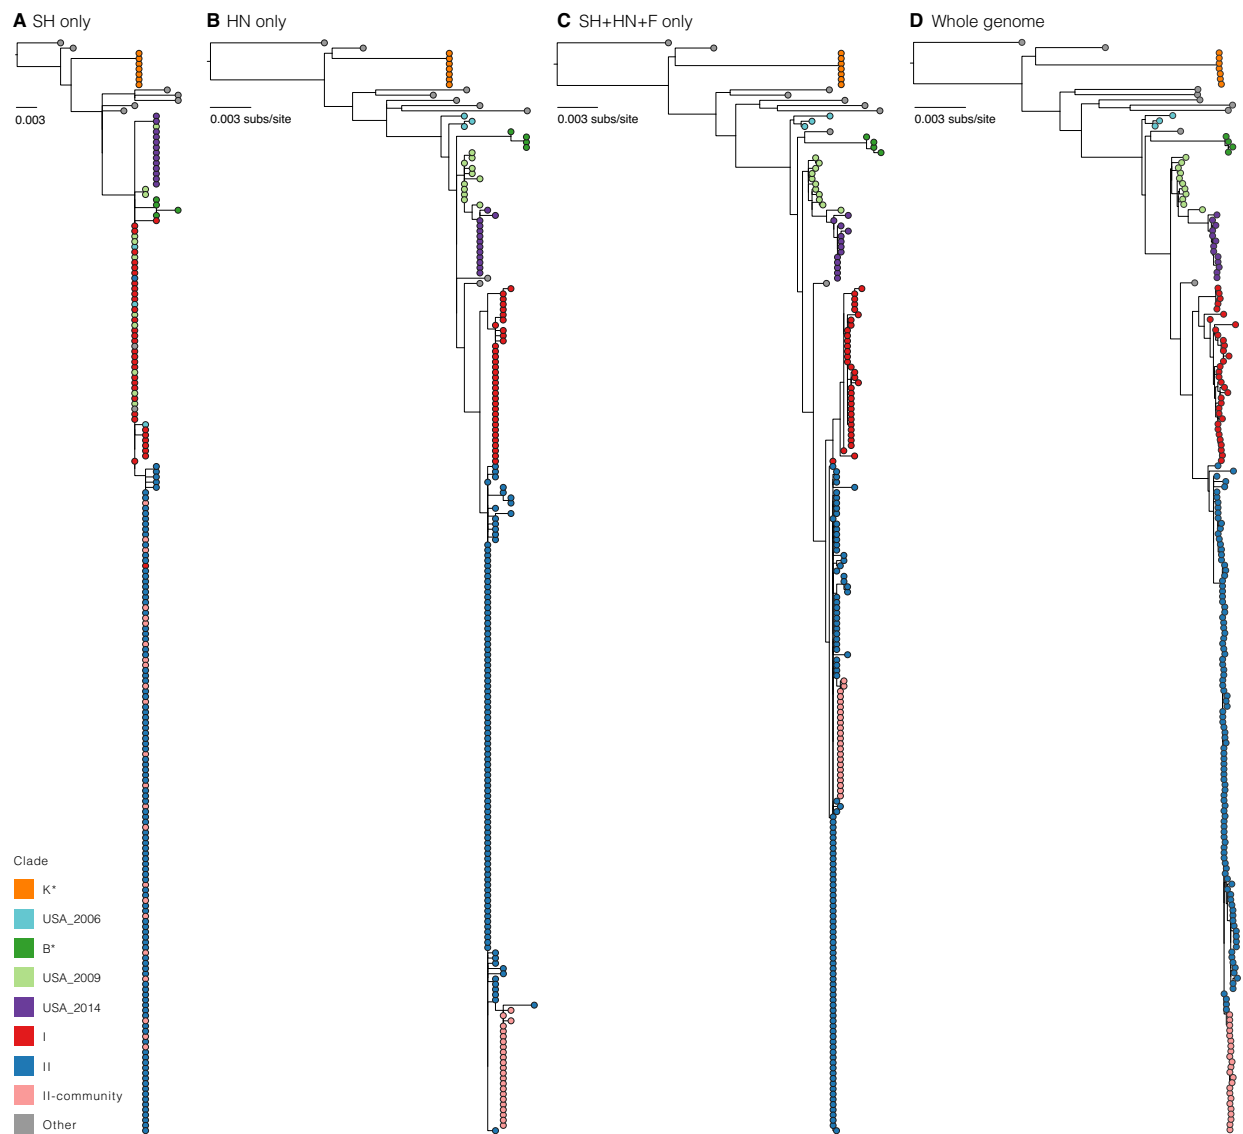 A SH only
B HN only
C SH+HN+F only
D Whole genome
0.003
0.003 subs/site
0.003 subs/site
0.003 subs/site
Clade
K*
USA_2006
B*
USA_2009
USA_2014
I
II
II-community
Other